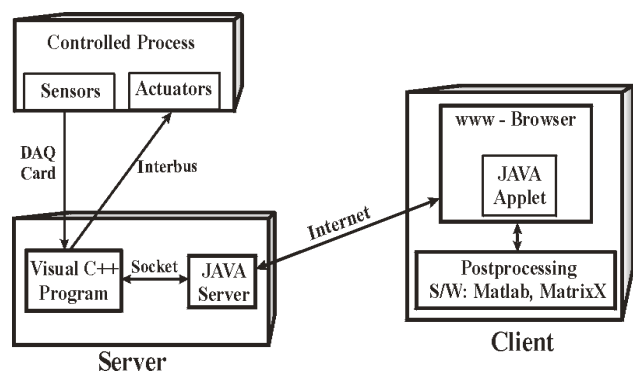 Controlled Process
Sensors
Actuators
DAQ
Card
Interbus
Visual C++
Program
Socket
JAVA
Server
Server
Internet
www - Browser
JAVA
Applet
Postprocessing
S/W: Matlab, MatrixX
Client